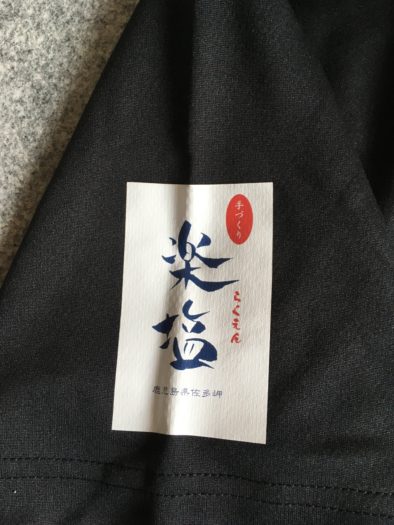 手づくり
楽塩
らくえん
鹿児島県佐多岬